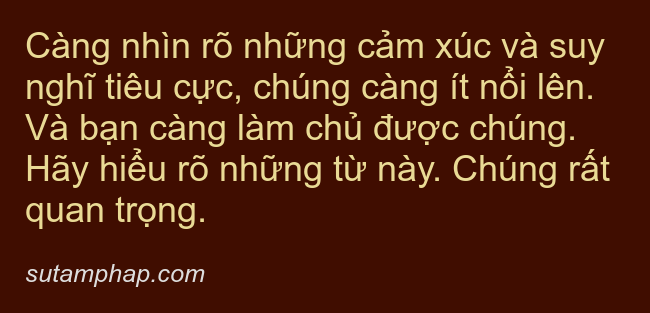 Càng nhìn rõ những cảm xúc và suy
nghĩ tiêu cực, chúng càng ít nổi lên.
Và bạn càng làm chủ được chúng.
Hãy hiểu rõ những từ này. Chúng rất
quan trọng.
sutamphap.com